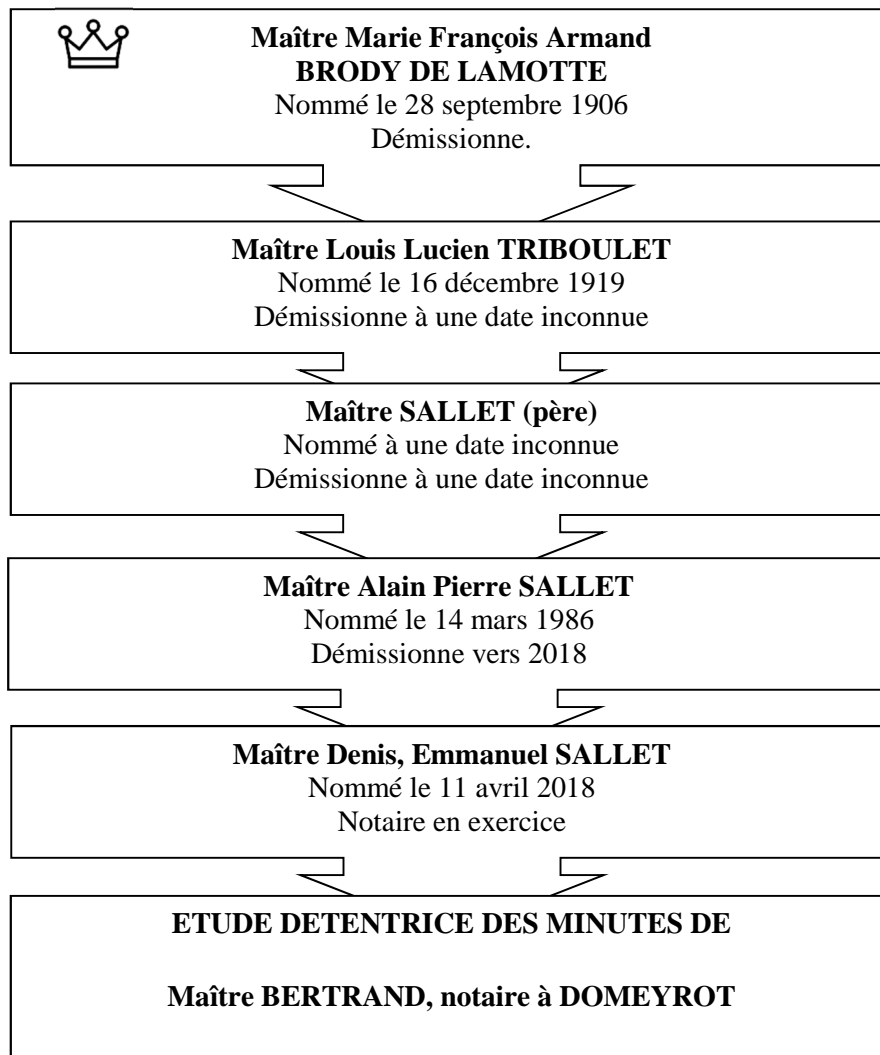 Maître Marie François Armand
BRODY DE LAMOTTE
Nommé le 28 septembre 1906
Démissionne.
Maître Louis Lucien TRIBOULET
Nommé le 16 décembre 1919
Démissionne à une date inconnue
Maître SALLET (père)
Nommé à une date inconnue
Démissionne à une date inconnue
Maître Alain Pierre SALLET
Nommé le 14 mars 1986
Démissionne vers 2018
Maître Denis, Emmanuel SALLET
Nommé le 11 avril 2018
Notaire en exercice
ETUDE DETENTRICE DES MINUTES DE
Maître BERTRAND, notaire à DOMEYROT